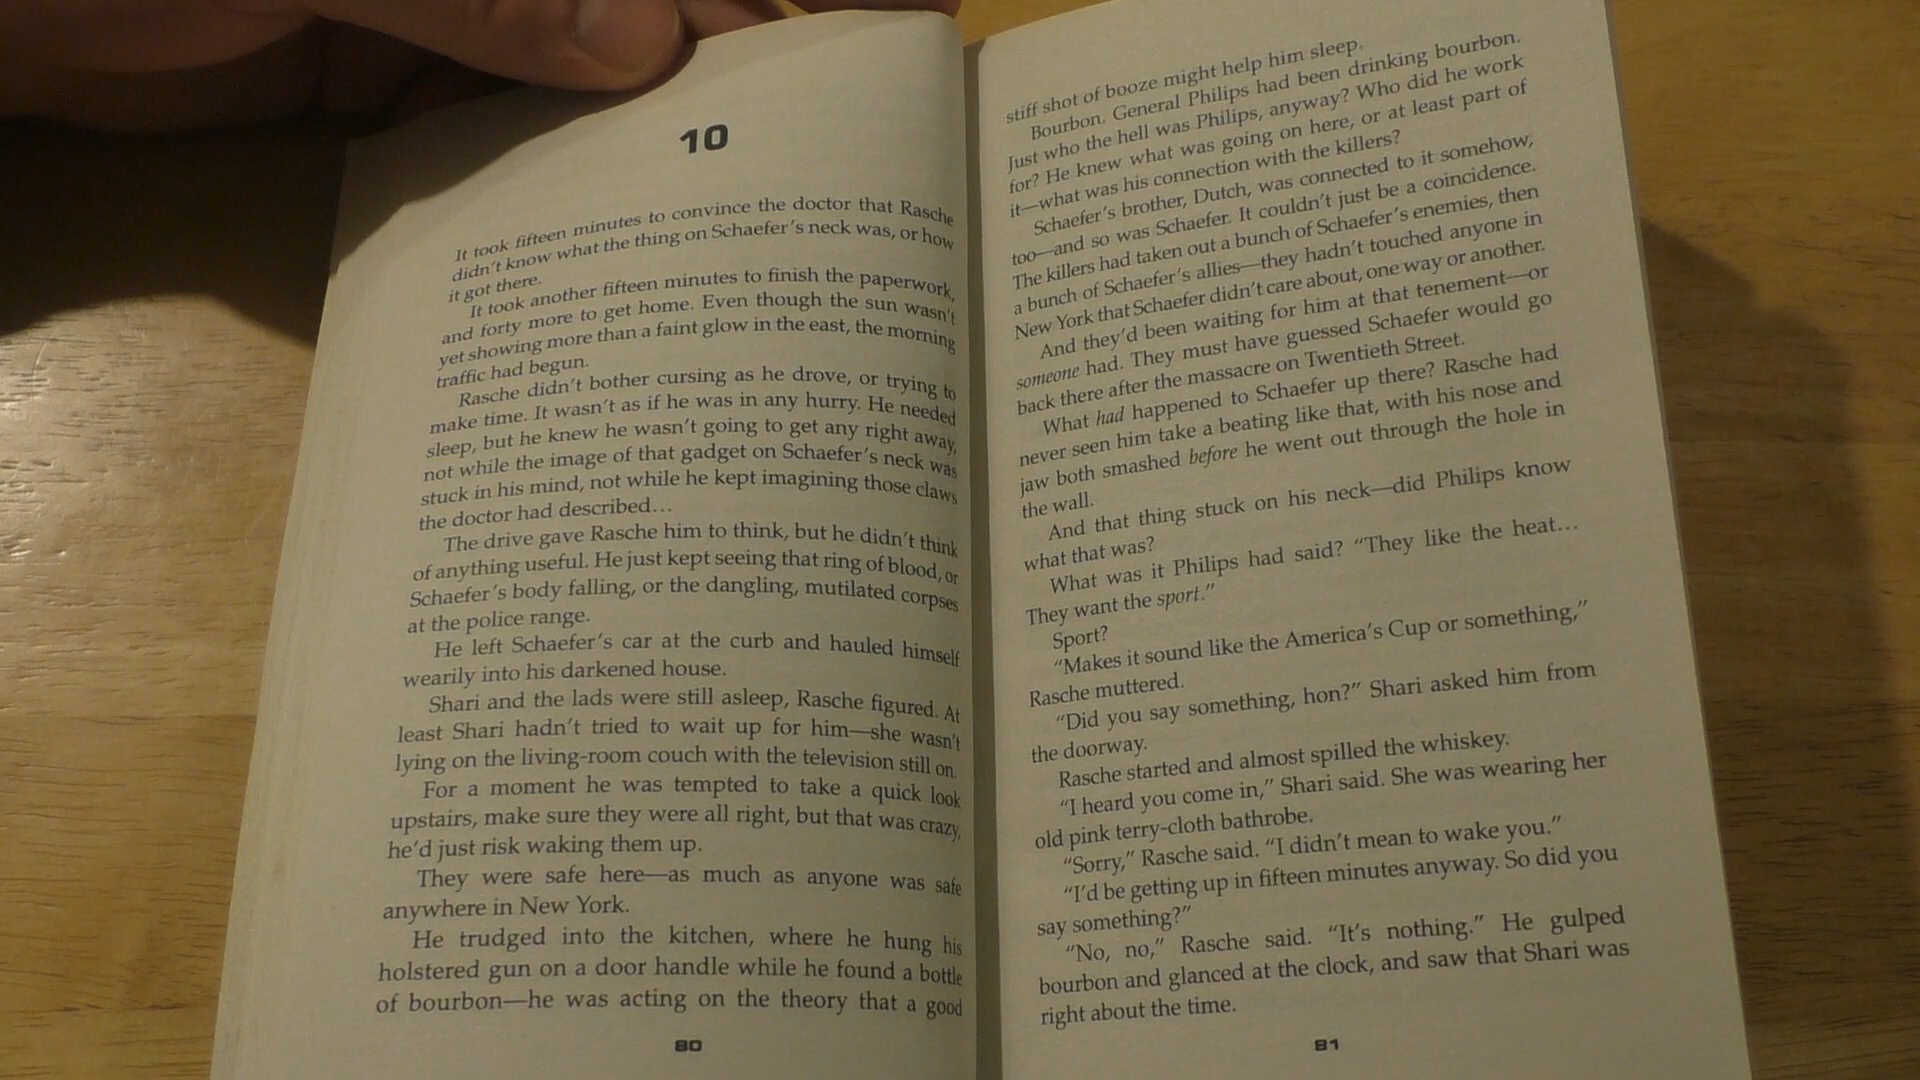 10
It took fifteen minutes to convince the doctor that Rasche
didn't know what the thing on Schaefer's neck was, or how
it got there.
It took another fifteen minutes to finish the paperwork,
and forty more to get home. Even though the sun wasn't
yet showing more than a faint glow in the east, the morning
traffic had begun.
Rasche didn't bother cursing as he drove, or trying to
make time. It wasn't as if he was in any hurry. He needed
sleep, but he knew he wasn't going to get any right away,
not while the image of that gadget on Schaefer's neck was
stuck in his mind, not while he kept imagining those claws
the doctor had described…
The drive gave Rasche him to think, but he didn't think
of anything useful. He just kept seeing that ring of blood, or
Schaefer's body falling, or the dangling, mutilated corpses
at the police range.
He left Schaefer's car at the curb and hauled himself
wearily into his darkened house.
Shari and the lads were still asleep, Rasche figured. At
least Shari hadn't tried to wait up for him—she wasn't
lying on the living-room couch with the television still on.
For a moment he was tempted to take a quick look
upstairs, make sure they were all right, but that was crazy,
he'd just risk waking them up.
They were safe here—as much as anyone was safe
anywhere in New York.
He trudged into the kitchen, where he hung his
holstered gun on a door handle while he found a bottle
of bourbon—he was acting on the theory that a good
80
stiff shot of booze might help him sleep.
Bourbon. General Philips had been drinking bourbon.
Just who the hell was Philips, anyway? Who did he work
for? He knew what was going on here, or at least part of
it—what was his connection with the killers?
Schaefer's brother, Dutch, was connected to it somehow,
too—and so was Schaefer. It couldn't just be a coincidence.
The killers had taken out a bunch of Schaefer's enemies, then
a bunch of Schaefer's allies—they hadn't touched anyone in
New York that Schaefer didn't care about, one way or another.
And they'd been waiting for him at that tenement—or
someone had. They must have guessed Schaefer would go
back there after the massacre on Twentieth Street.
What had happened to Schaefer up there? Rasche had
never seen him take a beating like that, with his nose and
jaw both smashed before he went out through the hole in
the wall.
And that thing stuck on his neck—did Philips know
what that was?
What was it Philips had said? “They like the heat…
They want the sport.”
Sport?
“Makes it sound like the America's Cup or something,”
Rasche muttered.
“Did you say something, hon?” Shari asked him from
the doorway.
Rasche started and almost spilled the whiskey.
“I heard you come in,” Shari said. She was wearing her
old pink terry-cloth bathrobe.
“Sorry,” Rasche said. “I didn't mean to wake you.”
“I'd be getting up in fifteen minutes anyway. So did you
say something?”
“No, no,” Rasche said. “It's nothing.” He gulped
bourbon and glanced at the clock, and saw that Shari was
right about the time.
81